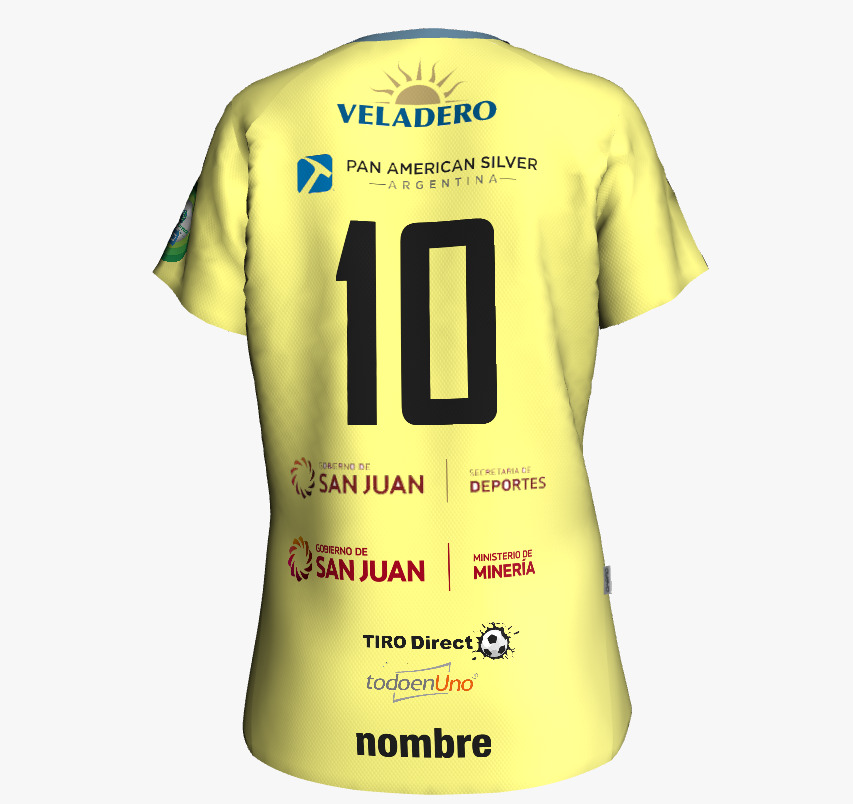 VELADERO
PAN AMERICAN SILVER
ARGENTINA
10
GOBIERNO DE
SAN JUAN
SECRETARIA DE
DEPORTES
GOBIERNO DE
SAN JUAN
MINISTERIO DE
MINERÍA
TIRO Direct
todoenUno
nombre